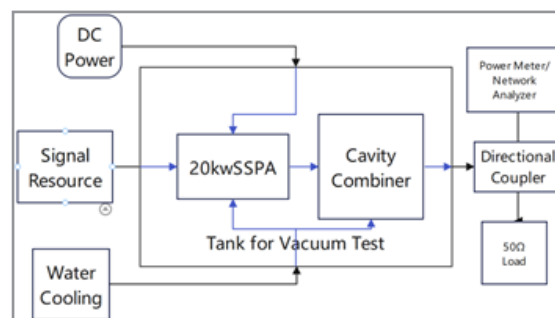 DC
Power
Power Meter/
Network
Analyzer
Signal
Resource
20kwSSPA
Cavity
Combiner
Directional
Coupler
Tank for Vacuum Test
Water
Cooling
50Ω
Load